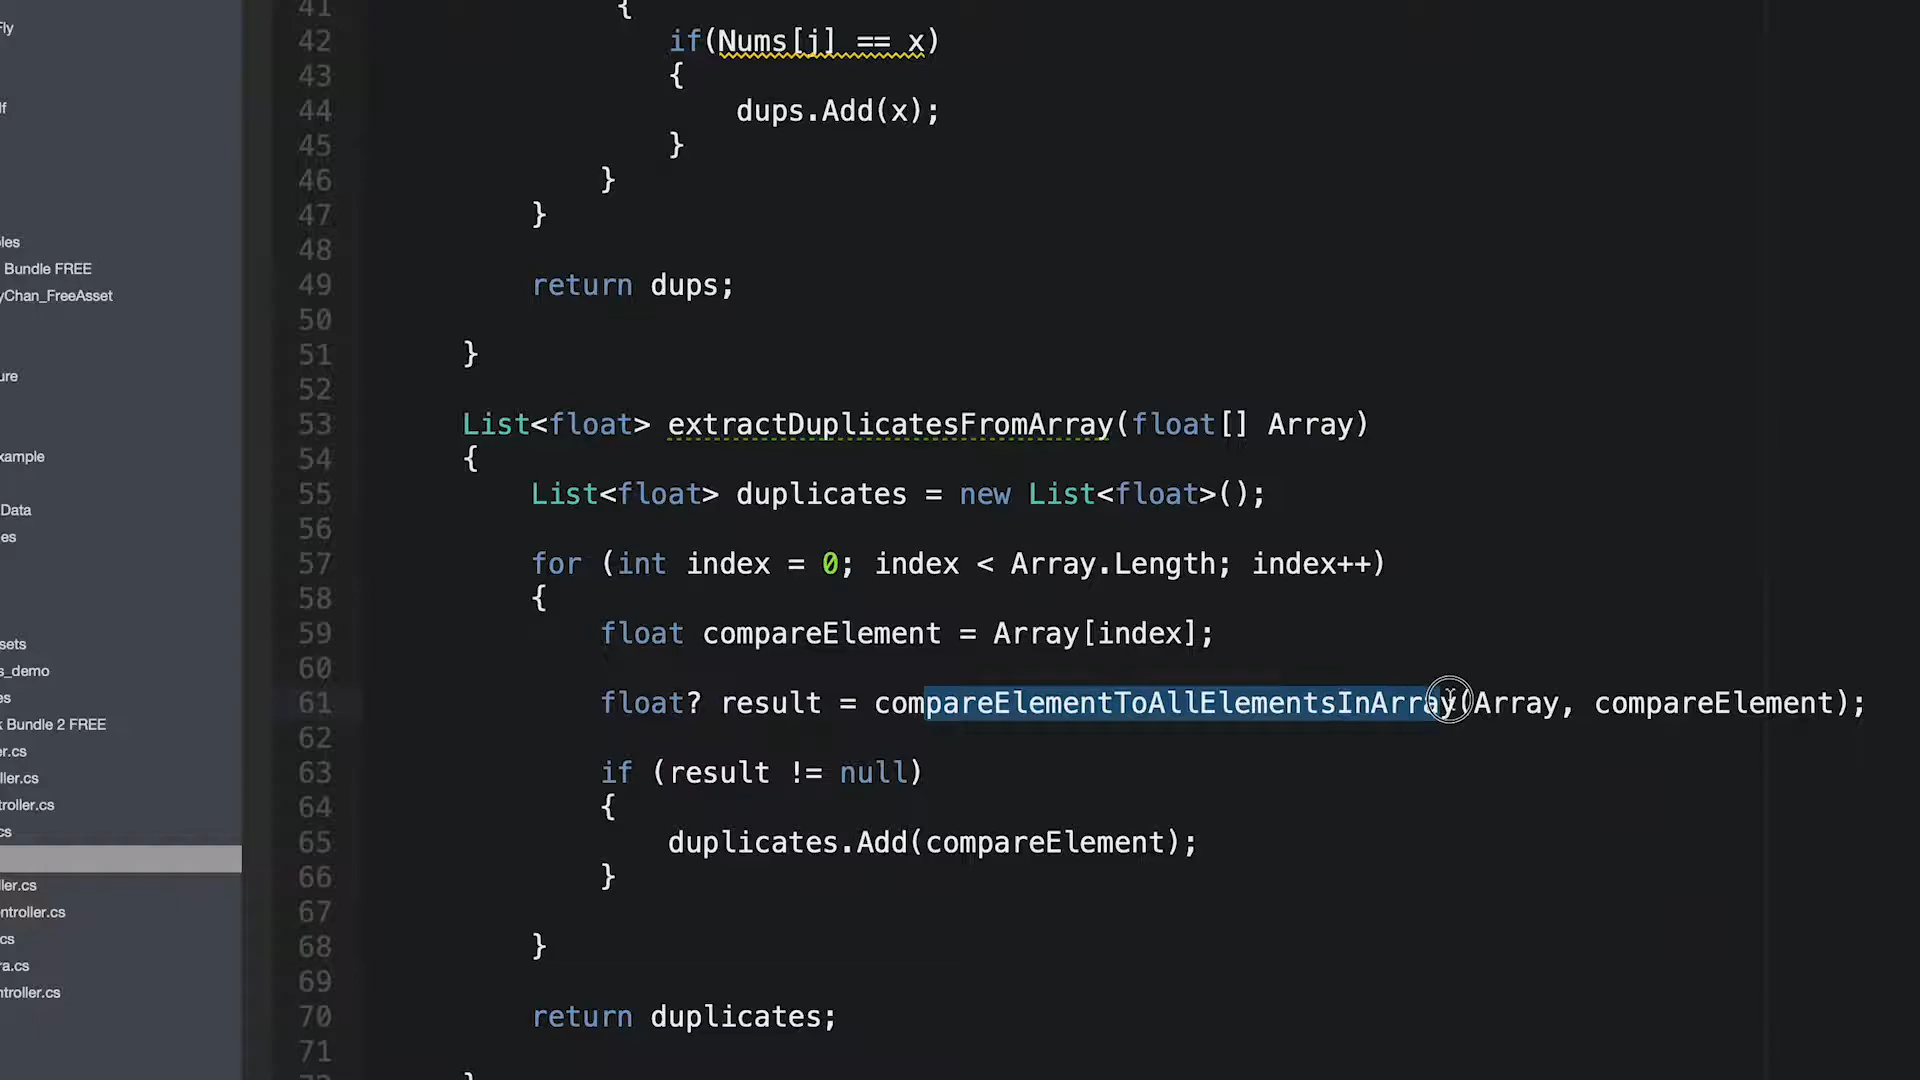 Fly
lf
les
Bundle FREE
yChan_FreeAsset
ure
xample
Data
es
sets
s_demo
es
k Bundle 2 FREE
er.cs
ller.cs
troller.cs
cs
ller.cs
ontroller.cs
cs
ra.cs
ntroller.cs
41 {
42 if(Nums[j] == x)
43 {
44 dups.Add(x);
45 }
46 }
47 }
48
49 return dups;
50
51 }
52
53 List<float> extractDuplicatesFromArray(float[] Array)
54 {
55 List<float> duplicates = new List<float>();
56
57 for (int index = 0; index < Array.Length; index++)
58 {
59 float compareElement = Array[index];
60
61 float? result = compareElementToAllElementsInArray(Array, compareElement);
62
63 if (result != null)
64 {
65 duplicates.Add(compareElement);
66 }
67
68 }
69
70 return duplicates;
71
72 }